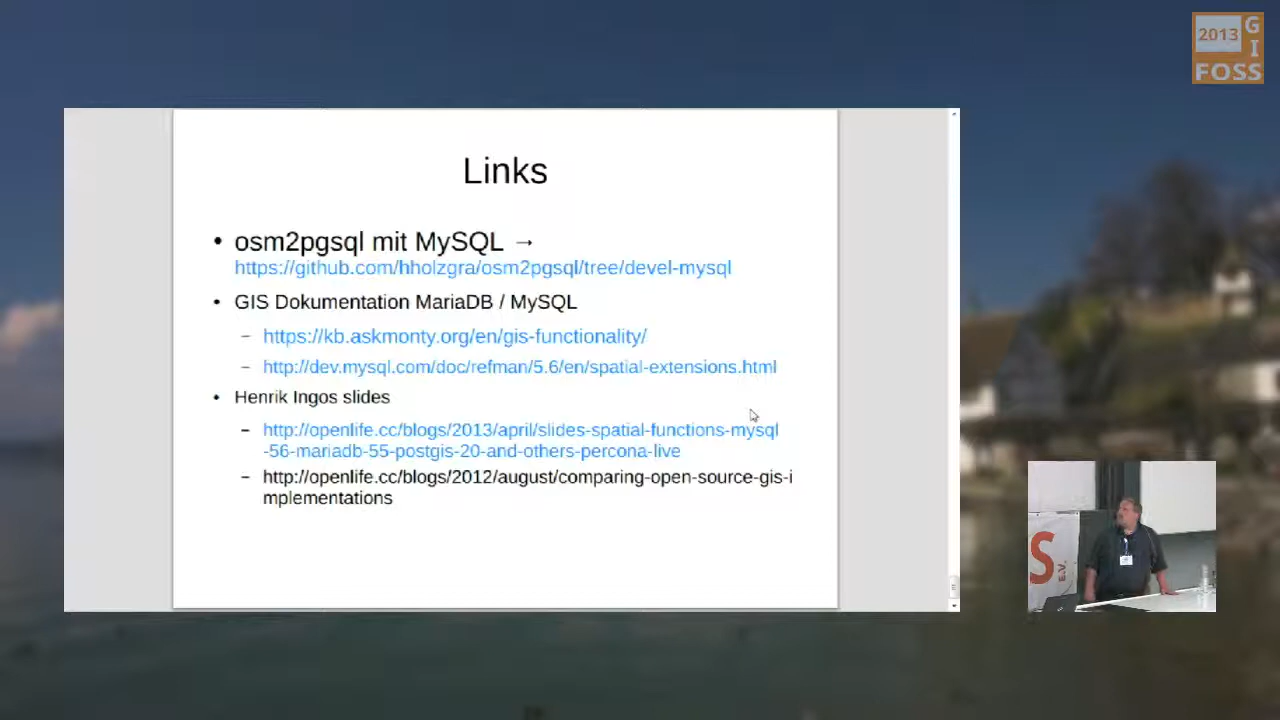 2013
G
I
FOSS
Links
• osm2pgsql mit MySQL →
https://github.com/hholzgra/osm2pgsql/tree/devel-mysql
• GIS Dokumentation MariaDB / MySQL
– https://kb.askmonty.org/en/gis-functionality/
– http://dev.mysql.com/doc/refman/5.6/en/spatial-extensions.html
• Henrik Ingos slides
– http://openlife.cc/blogs/2013/april/slides-spatial-functions-mysql
-56-mariadb-55-postgis-20-and-others-percona-live
– http://openlife.cc/blogs/2012/august/comparing-open-source-gis-i
mplementations
S
E.V.